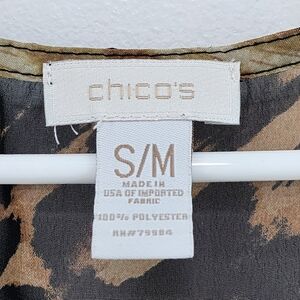 chico's
S/M
MADE IN
USA OF IMPORTED
FABRIC
100% POLYESTER
RN#79984